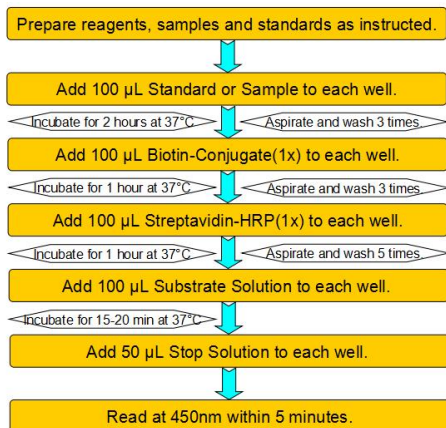 Prepare reagents, samples and standards as instructed.
Add 100 µL Standard or Sample to each well.
Incubate for 2 hours at 37°C
Aspirate and wash 3 times
Add 100 µL Biotin-Conjugate(1x) to each well.
Incubate for 1 hour at 37°C
Aspirate and wash 3 times
Add 100 µL Streptavidin-HRP(1x) to each well.
Incubate for 1 hour at 37°C
Aspirate and wash 5 times
Add 100 µL Substrate Solution to each well.
Incubate for 15-20 min at 37°C
Add 50 µL Stop Solution to each well.
Read at 450nm within 5 minutes.